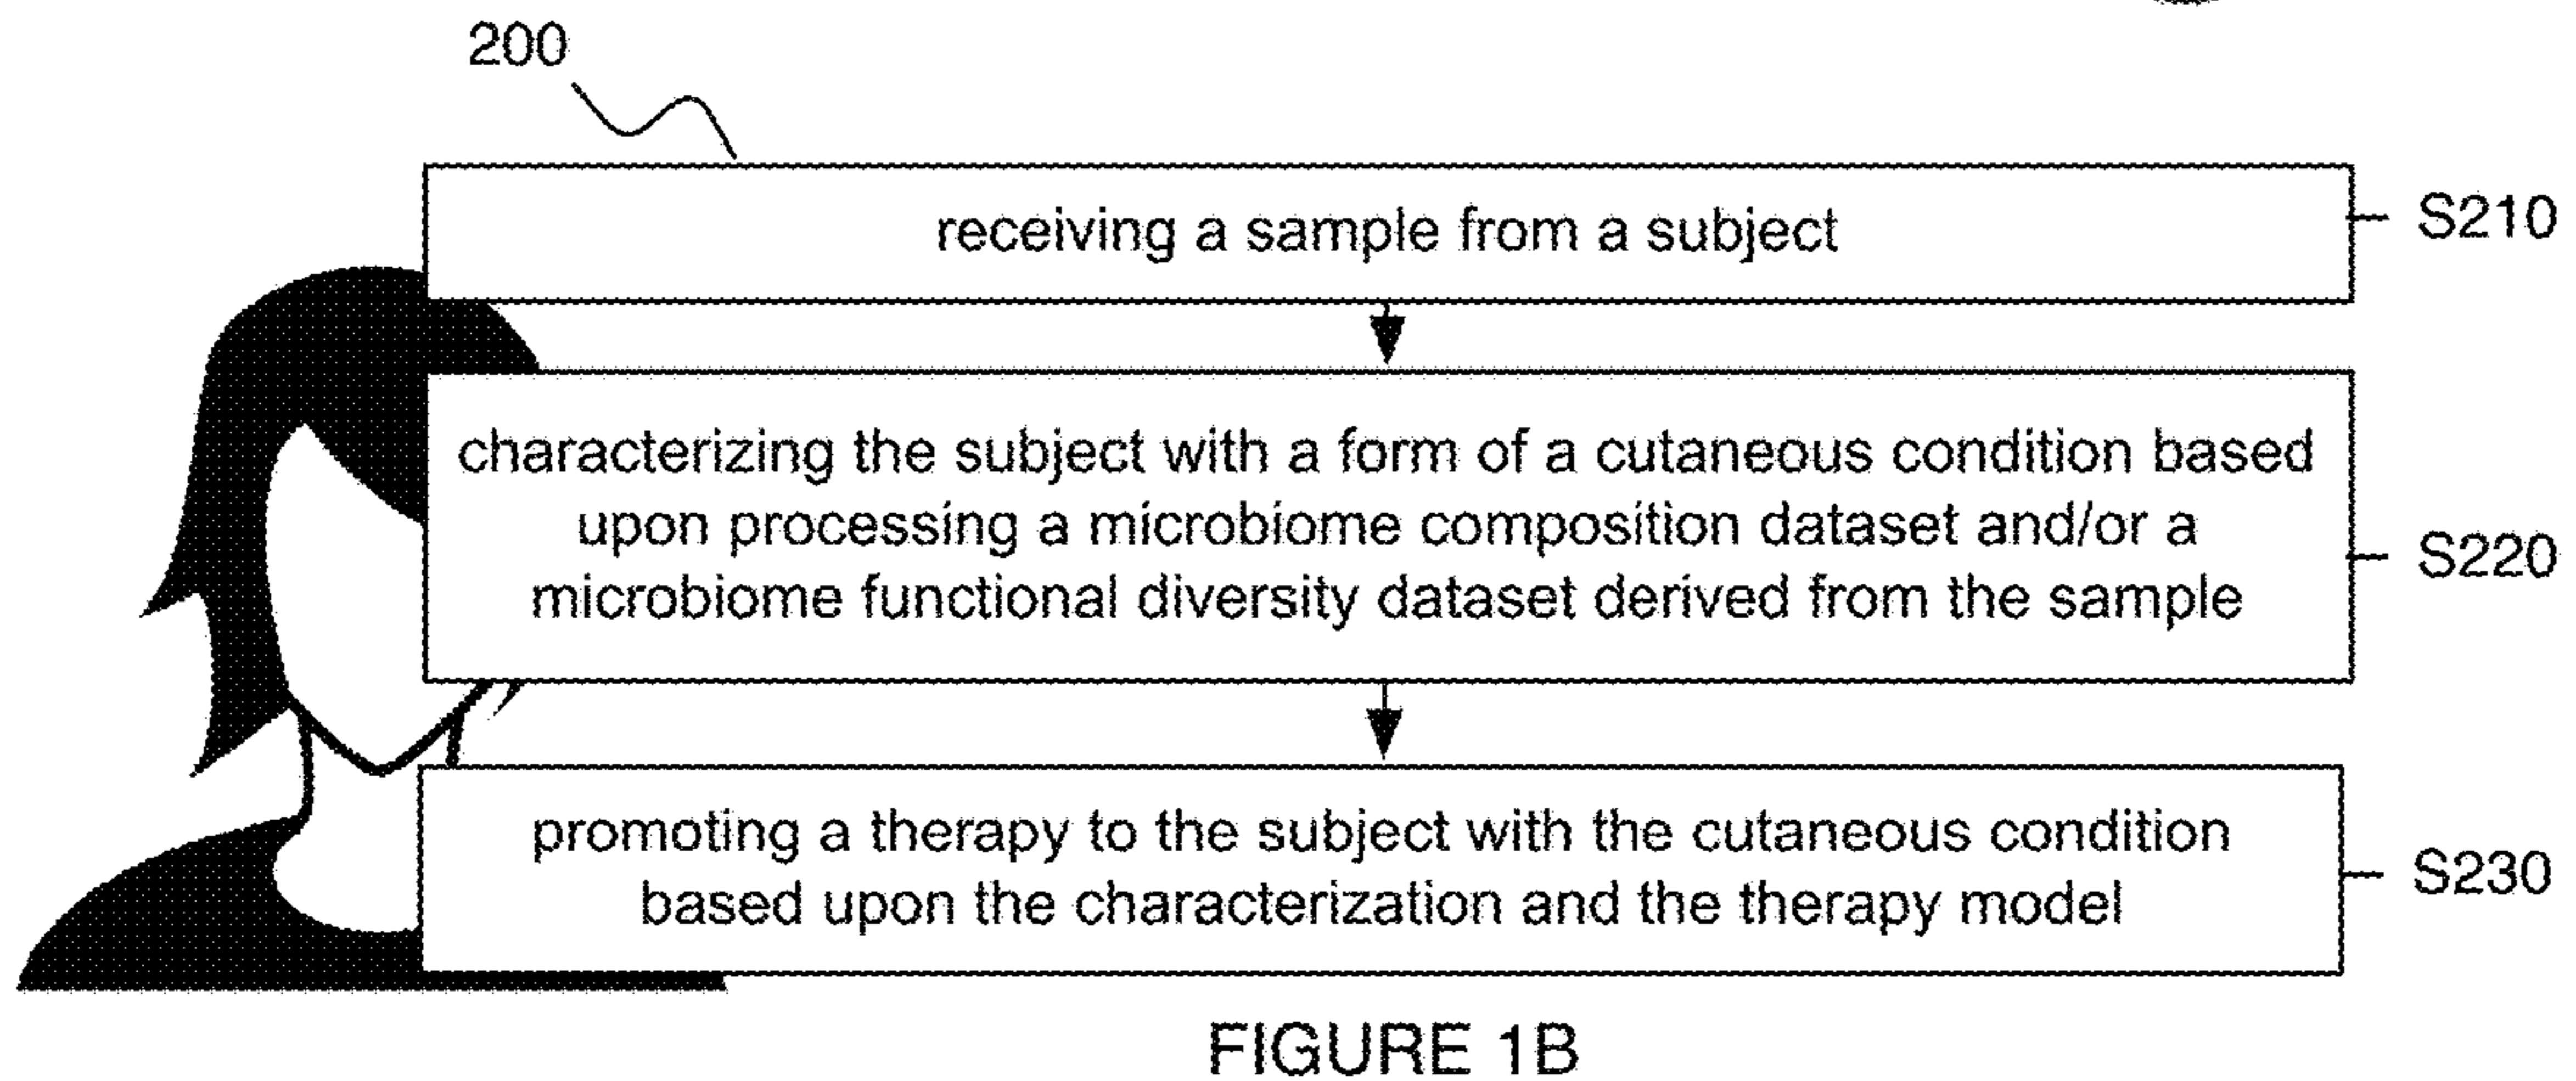 200
receiving a sample from a subject
S210
characterizing the subject with a form of a cutaneous condition based
upon processing a microbiome composition dataset and/or a
microbiome functional diversity dataset derived from the sample
S220
promoting a therapy to the subject with the cutaneous condition
based upon the characterization and the therapy model
S230
FIGURE 1B